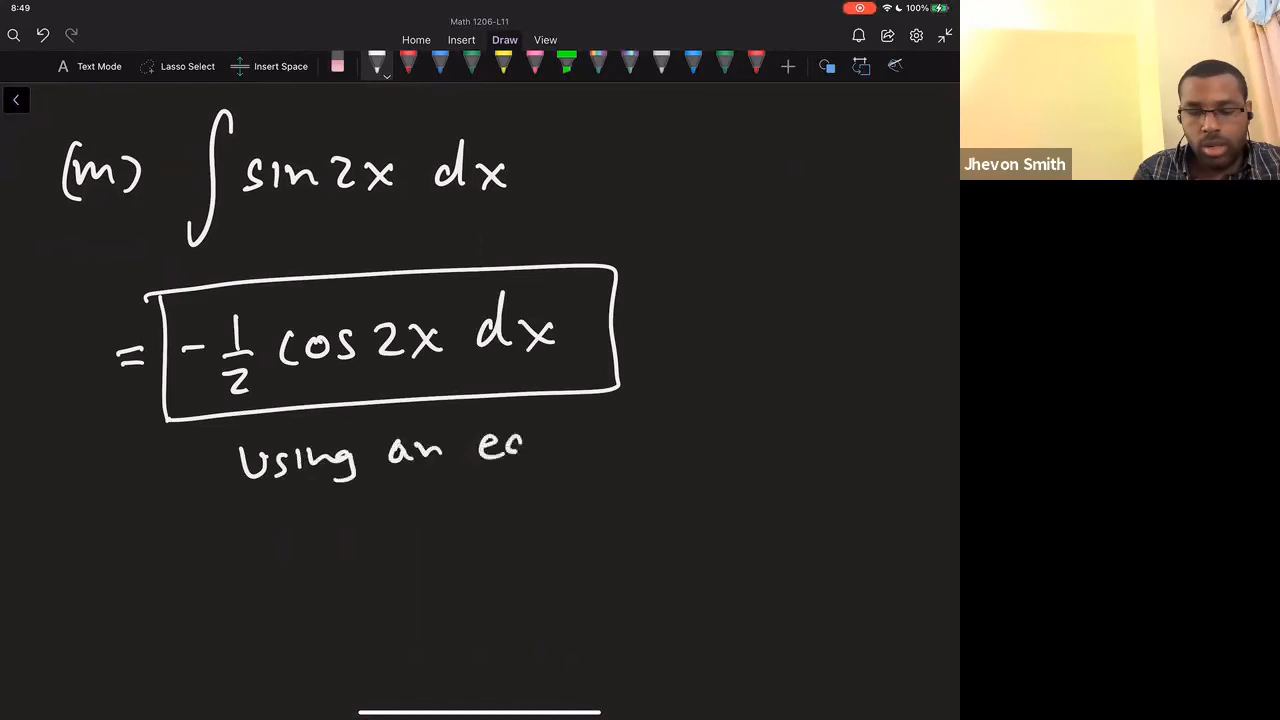 8:49
100%
Math 1206-L11
Home Insert Draw View
A Text Mode Lasso Select Insert Space
Jhevon Smith
(m) ∫ sin 2x dx
= - 1/2 cos 2x dx
Using an ec